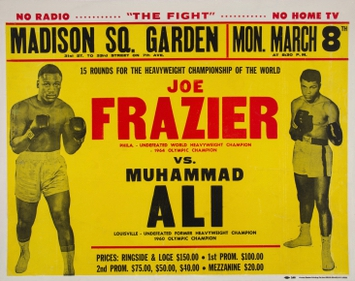 NO RADIO "THE FIGHT" NO HOME TV
MADISON SQ. GARDEN MON. MARCH 8TH
31ST. ST. TO 33RD STREET ON 7TH. AVE. AT 8:30 P.M.
15 ROUNDS FOR THE HEAVYWEIGHT CHAMPIONSHIP OF THE WORLD
JOE
FRAZIER
PHILA. - UNDEFEATED WORLD HEAVYWEIGHT CHAMPION
- 1964 OLYMPIC CHAMPION
VS.
MUHAMMAD
ALI
LOUISVILLE - UNDEFEATED FORMER HEAVYWEIGHT CHAMPION
1960 OLYMPIC CHAMPION
PRICES: RINGSIDE & LOGE $150.00 • 1st PROM. $100.00
2nd PROM. $75.00, $50.00, $40.00 • MEZZANINE $20.00